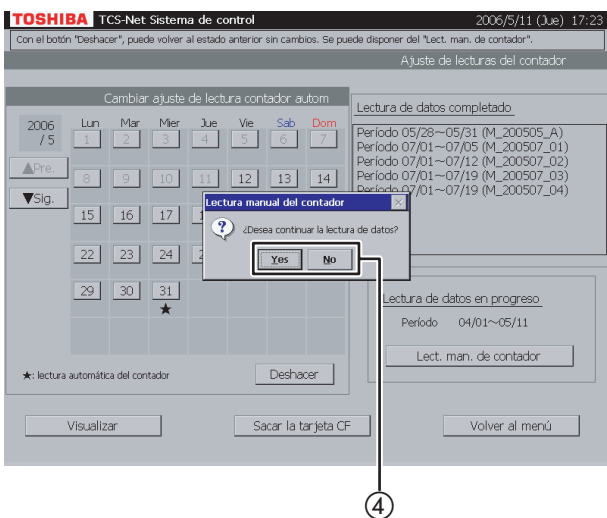 TOSHIBA TCS-Net Sistema de control 2006/5/11 (Jue) 17:23
Con el botón "Deshacer", puede volver al estado anterior sin cambios. Se puede disponer del "Lect. man. de contador".
Ajuste de lecturas del contador
Cambiar ajuste de lectura contador autom
2006 / 5
Lun Mar Mier Jue Vie Sab Dom
1 2 3 4 5 6 7
▲Pre.
8 9 10 11 12 13 14
▼Sig.
15 16 17
22 23 24
29 30 31
★
★: lectura automática del contador
Deshacer
Lectura de datos completado
Período 05/28~05/31 (M_200505_A)
Período 07/01~07/05 (M_200507_01)
Período 07/01~07/12 (M_200507_02)
Período 07/01~07/19 (M_200507_03)
Período 07/01~07/19 (M_200507_04)
Lectura manual del contador
¿Desea continuar la lectura de datos?
Yes No
Lectura de datos en progreso
Período 04/01~05/11
Lect. man. de contador
Visualizar Sacar la tarjeta CF Volver al menú
④